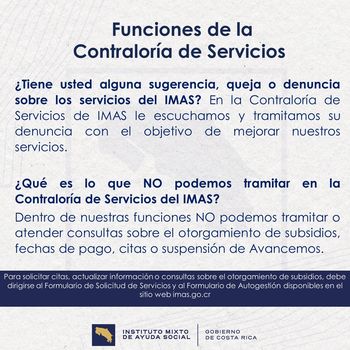 Funciones de la
Contraloría de Servicios
¿Tiene usted alguna sugerencia, queja o denuncia
sobre los servicios del IMAS? En la Contraloría de
Servicios de IMAS le escuchamos y tramitamos su
denuncia con el objetivo de mejorar nuestros
servicios.
¿Qué es lo que NO podemos tramitar en la
Contraloría de Servicios del IMAS?
Dentro de nuestras funciones NO podemos tramitar o
atender consultas sobre el otorgamiento de subsidios,
fechas de pago, citas o suspensión de Avancemos.
Para solicitar citas, actualizar información o consultas sobre el otorgamiento de subsidios, debe
dirigirse al Formulario de Solicitud de Servicios y al Formulario de Autogestión disponibles en el
sitio web imas.go.cr
INSTITUTO MIXTO
DE AYUDA SOCIAL
GOBIERNO
DE COSTA RICA